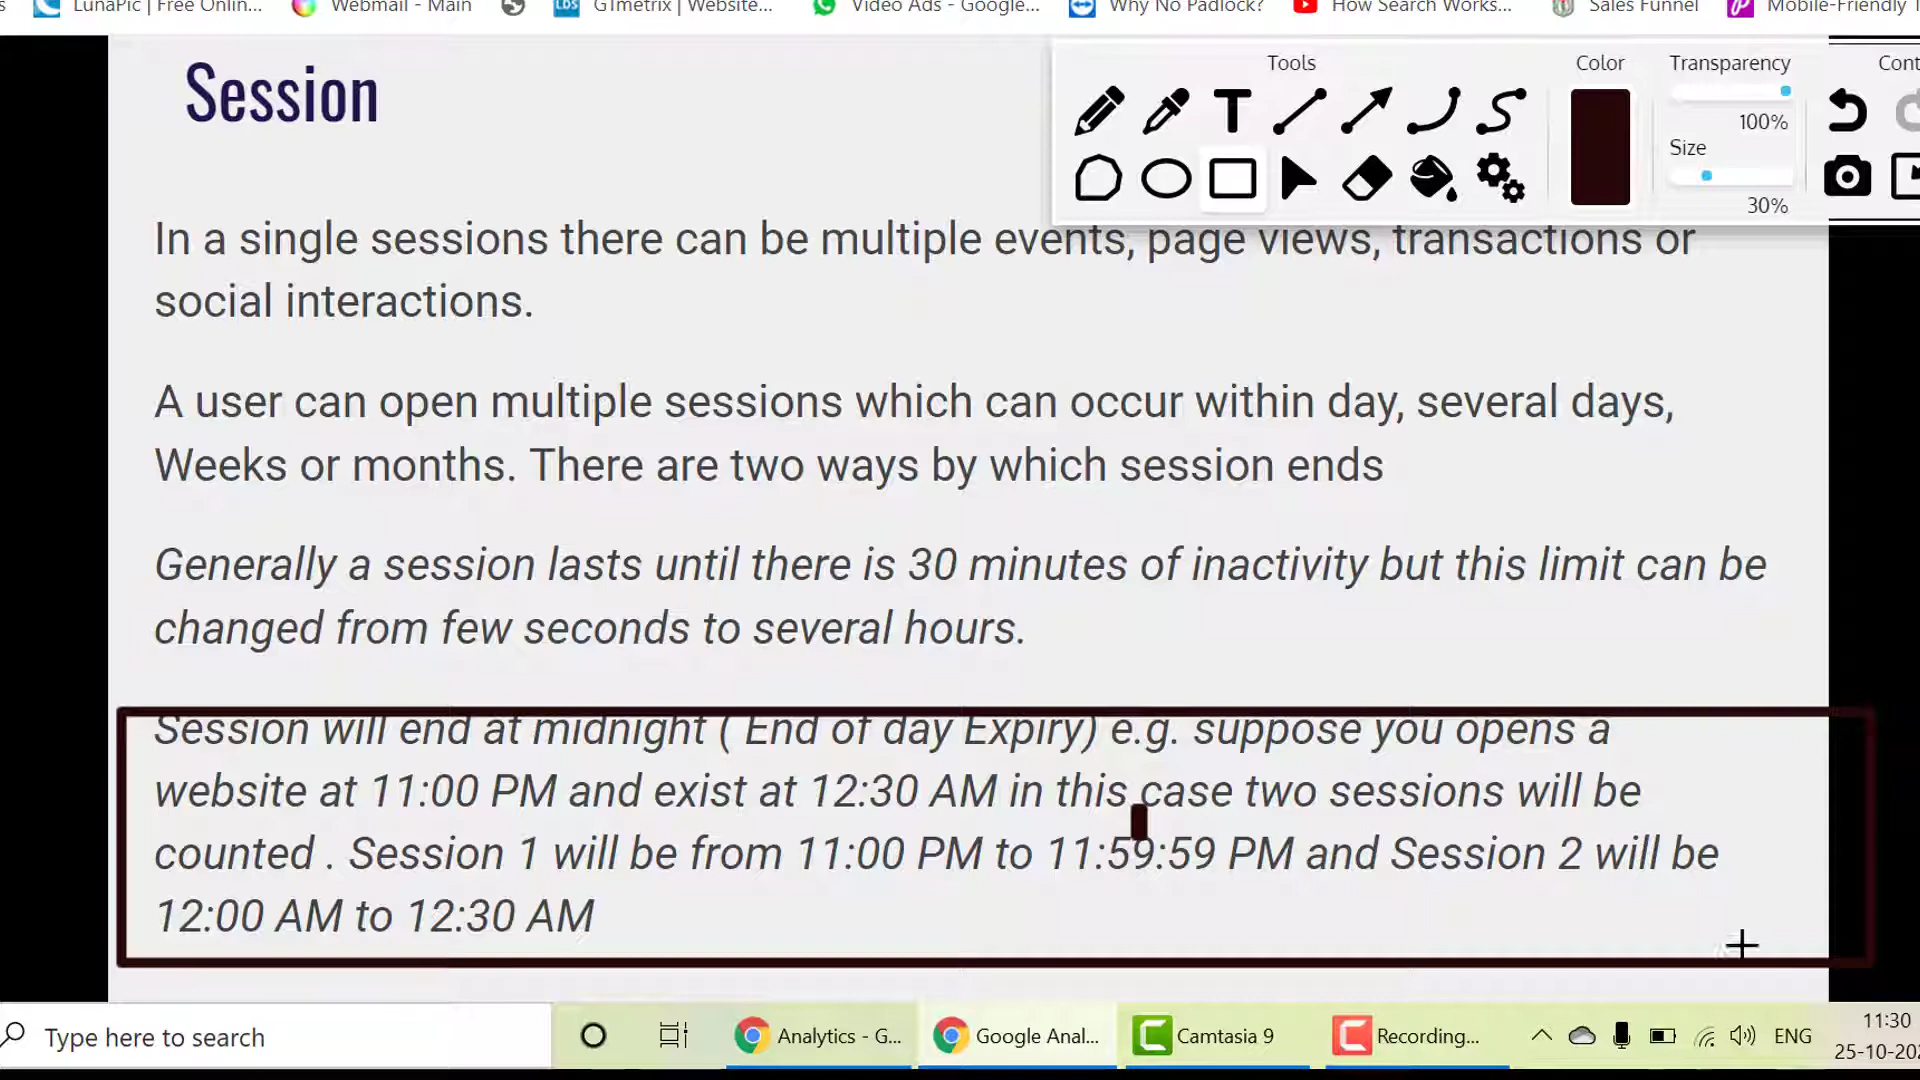 LunaPic | Free Onlin...
Webmail - Main
GTmetrix | Website...
Video Ads - Google...
Why No Padlock?
How Search Works...
Sales Funnel
Mobile-Friendly
Session
Tools
Color
Transparency
100%
Size
30%
In a single sessions there can be multiple events, page views, transactions or
social interactions.
A user can open multiple sessions which can occur within day, several days,
Weeks or months. There are two ways by which session ends
Generally a session lasts until there is 30 minutes of inactivity but this limit can be
changed from few seconds to several hours.
Session will end at midnight ( End of day Expiry) e.g. suppose you opens a
website at 11:00 PM and exist at 12:30 AM in this case two sessions will be
counted . Session 1 will be from 11:00 PM to 11:59:59 PM and Session 2 will be
12:00 AM to 12:30 AM
Type here to search
Analytics - G...
Google Anal...
Camtasia 9
Recording...
ENG
11:30